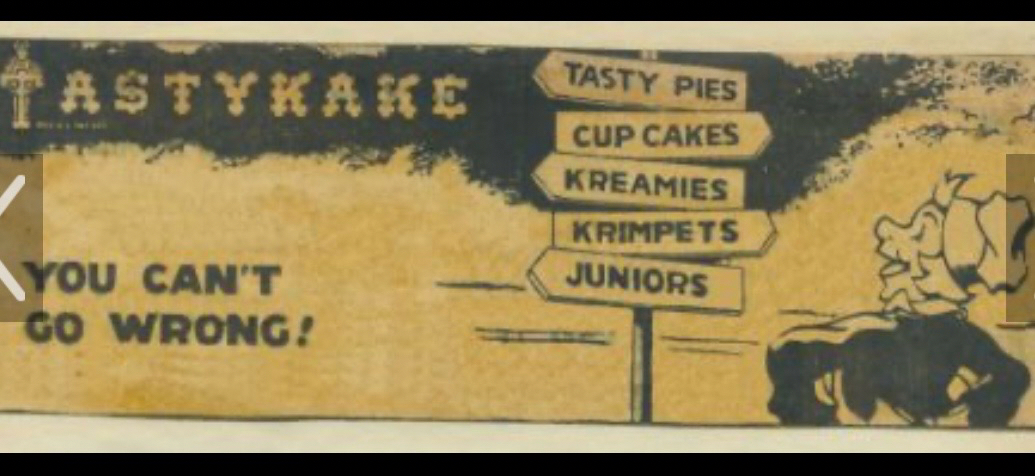 TASTYKAKE
YOU CAN'T
GO WRONG!
TASTY PIES
CUP CAKES
KREAMIES
KRIMPETS
JUNIORS